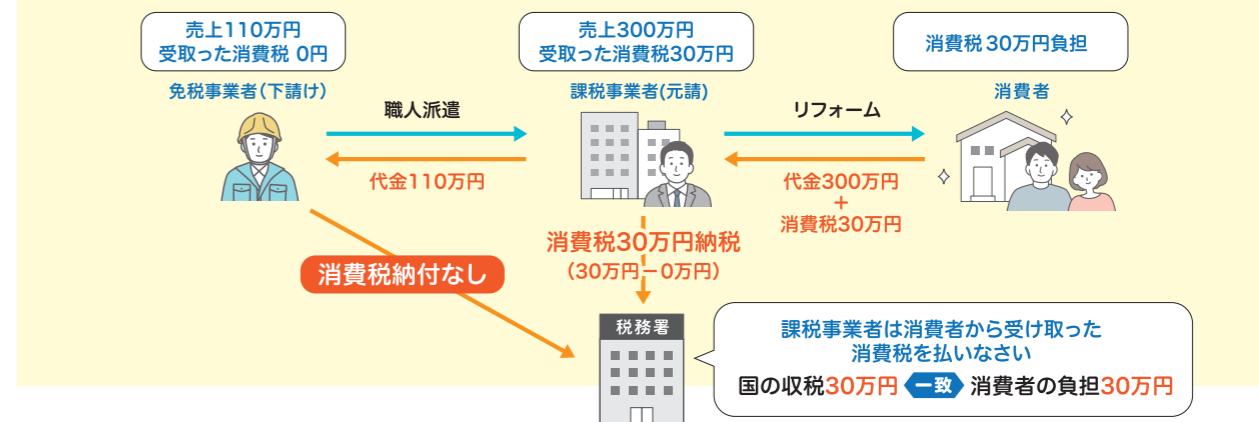 売上110万円
受取った消費税 0円
売上300万円
受取った消費税30万円
消費税30万円負担
免税事業者(下請け)
課税事業者(元請)
消費者
職人派遣
リフォーム
代金110万円
代金300万円
+
消費税30万円
消費税30万円納税
(30万円−0万円)
消費税納付なし
税務署
課税事業者は消費者から受け取った
消費税を払いなさい
国の収税30万円 一致 消費者の負担30万円